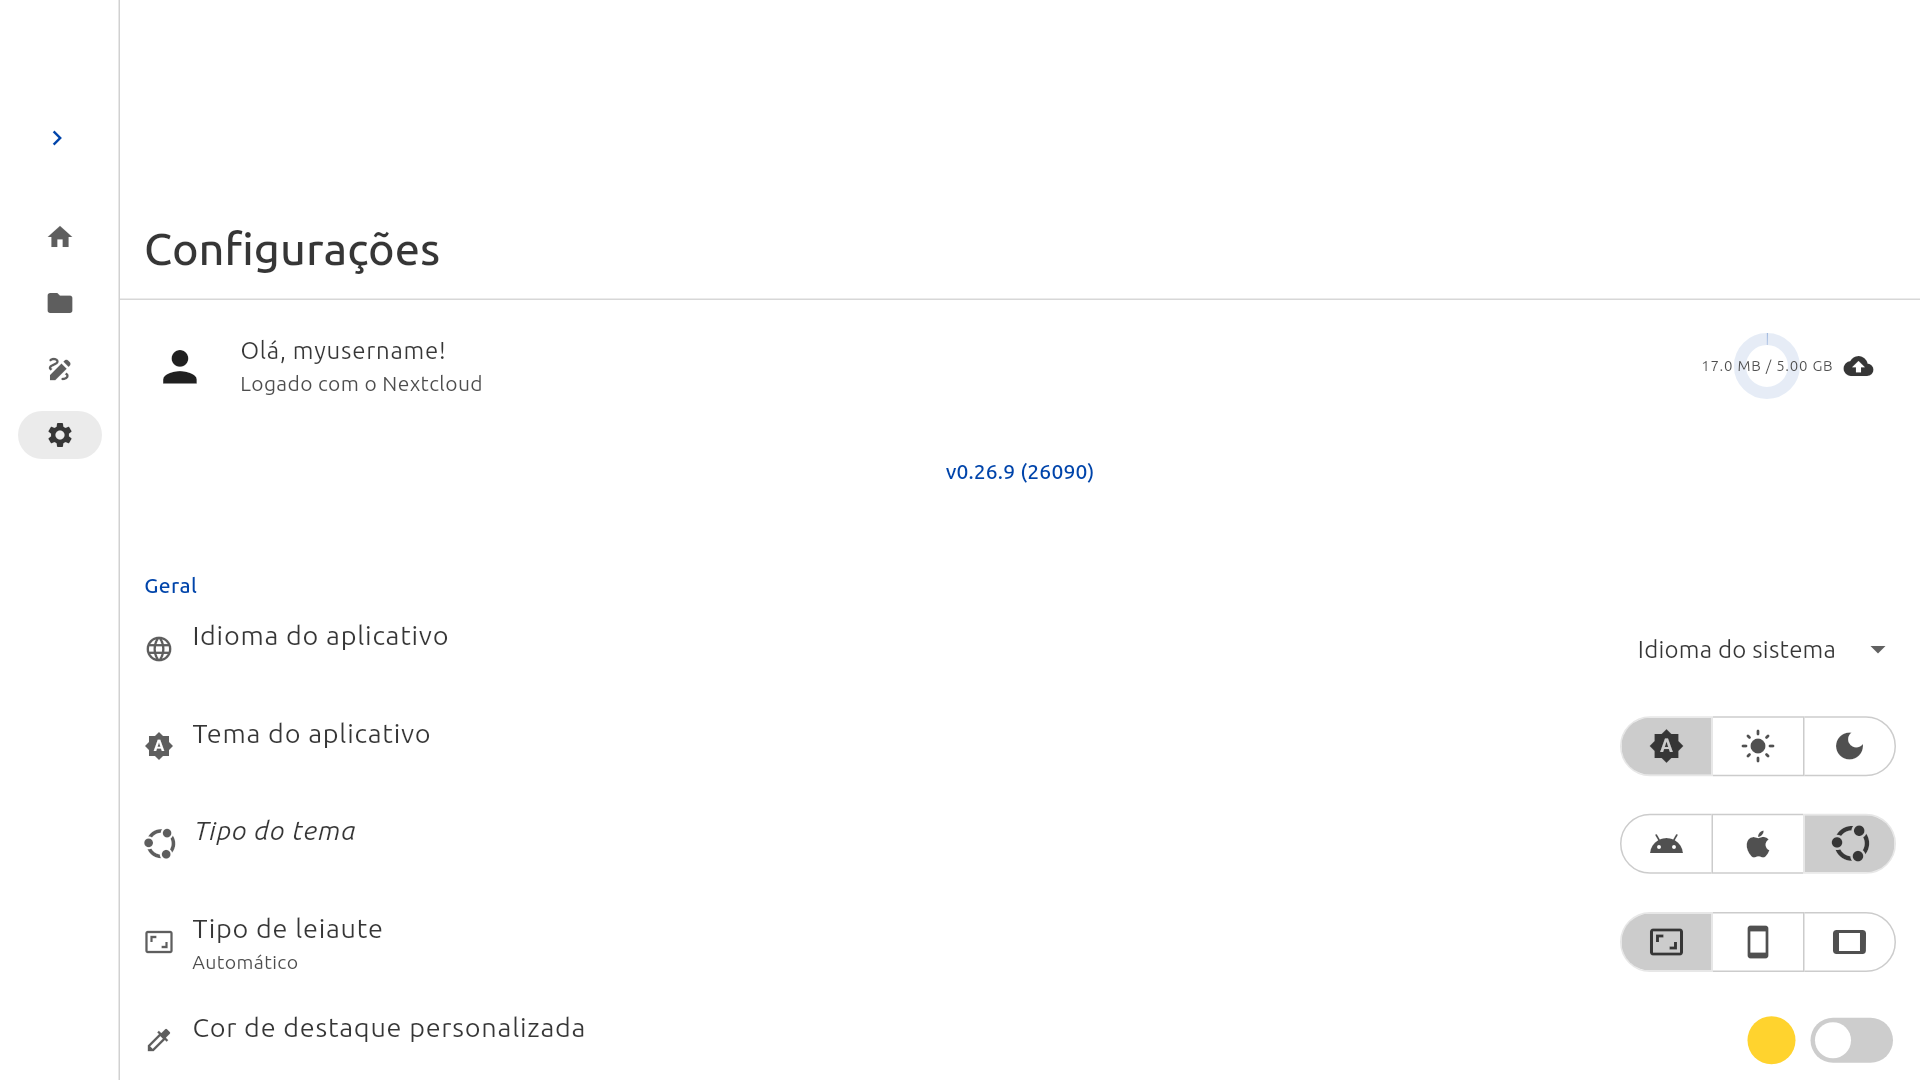 Configurações
Olá, myusername!
Logado com o Nextcloud
17.0 MB / 5.00 GB
v0.26.9 (26090)
Geral
Idioma do aplicativo
Idioma do sistema
Tema do aplicativo
Tipo do tema
Tipo de leiaute
Automático
Cor de destaque personalizada